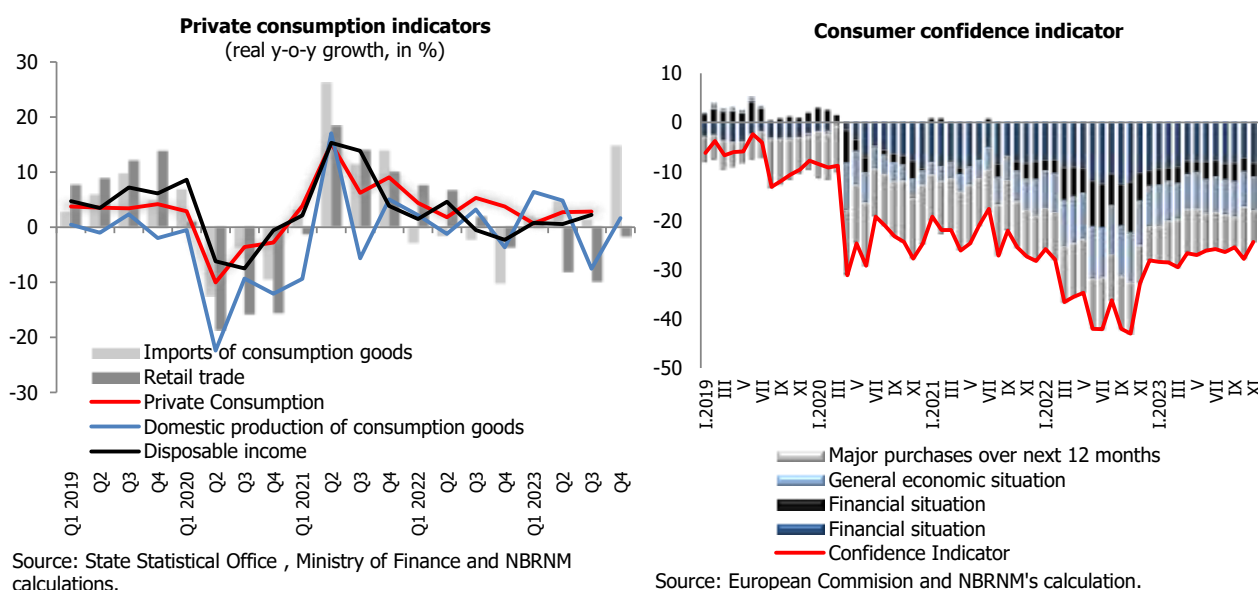 Private consumption indicators
(real y-o-y growth, in %)
30
20
10
0
-10
-20
-30
Imports of consumption goods
Retail trade
Private Consumption
Domestic production of consumption goods
Disposable income
Q1 2019
Q2
Q3
Q4
Q1 2020
Q2
Q3
Q4
Q1 2021
Q2
Q3
Q4
Q1 2022
Q2
Q3
Q4
Q1 2023
Q2
Q3
Q4
Source: State Statistical Office , Ministry of Finance and NBRNM
calculations.
Consumer confidence indicator
10
0
-10
-20
-30
-40
-50
I.2019
III
V
VII
IX
XI
I.2020
III
V
VII
IX
XI
I.2021
III
V
VII
IX
XI
I.2022
III
V
VII
IX
XI
I.2023
III
V
VII
IX
XI
Major purchases over next 12 months
General economic situation
Financial situation
Financial situation
Confidence Indicator
Source: European Commision and NBRNM's calculation.